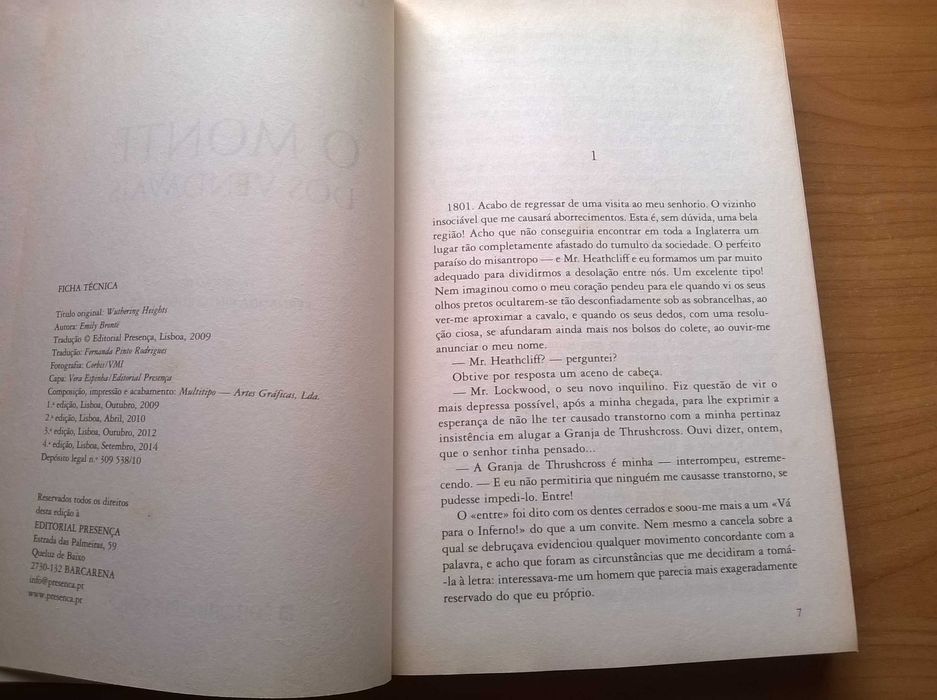 O MONTE
DOS VENDAVAIS
FICHA TÉCNICA
Título original: Wuthering Heights
Autora: Emily Brontë
Tradução © Editorial Presença, Lisboa, 2009
Tradução: Fernanda Pinto Rodrigues
Fotografia: Corbis/VMI
Capa: Vera Espinha/Editorial Presença
Composição, impressão e acabamento: Multitipo — Artes Gráficas, Lda.
1.ª edição, Lisboa, Outubro, 2009
2.ª edição, Lisboa, Abril, 2010
3.ª edição, Lisboa, Outubro, 2012
4.ª edição, Lisboa, Setembro, 2014
Depósito legal n.º 309 538/10
Reservados todos os direitos
desta edição à
EDITORIAL PRESENÇA
Estrada das Palmeiras, 59
Queluz de Baixo
2730-132 BARCARENA
info@presenca.pt
www.presenca.pt
1
1801. Acabo de regressar de uma visita ao meu senhorio. O vizinho
insociável que me causará aborrecimentos. Esta é, sem dúvida, uma bela
região! Acho que não conseguiria encontrar em toda a Inglaterra um
lugar tão completamente afastado do tumulto da sociedade. O perfeito
paraíso do misantropo — e Mr. Heathcliff e eu formamos um par muito
adequado para dividirmos a desolação entre nós. Um excelente tipo!
Nem imaginou como o meu coração pendeu para ele quando vi os seus
olhos pretos ocultarem-se tão desconfiadamente sob as sobrancelhas, ao
ver-me aproximar a cavalo, e quando os seus dedos, com uma resolu-
ção ciosa, se afundaram ainda mais nos bolsos do colete, ao ouvir-me
anunciar o meu nome.
— Mr. Heathcliff? — perguntei?
Obtive por resposta um aceno de cabeça.
— Mr. Lockwood, o seu novo inquilino. Fiz questão de vir o
mais depressa possível, após a minha chegada, para lhe exprimir a
esperança de não lhe ter causado transtorno com a minha pertinaz
insistência em alugar a Granja de Thrushcross. Ouvi dizer, ontem,
que o senhor tinha pensado...
— A Granja de Thrushcross é minha — interrompeu, estreme-
cendo. — E eu não permitiria que ninguém me causasse transtorno, se
pudesse impedi-lo. Entre!
O «entre» foi dito com os dentes cerrados e soou-me mais a um «Vá
para o Inferno!» do que a um convite. Nem mesmo a cancela sobre a
qual se debruçava evidenciou qualquer movimento concordante com a
palavra, e acho que foram as circunstâncias que me decidiram a tomá-
-la à letra: interessava-me um homem que parecia mais exageradamente
reservado do que eu próprio.
7